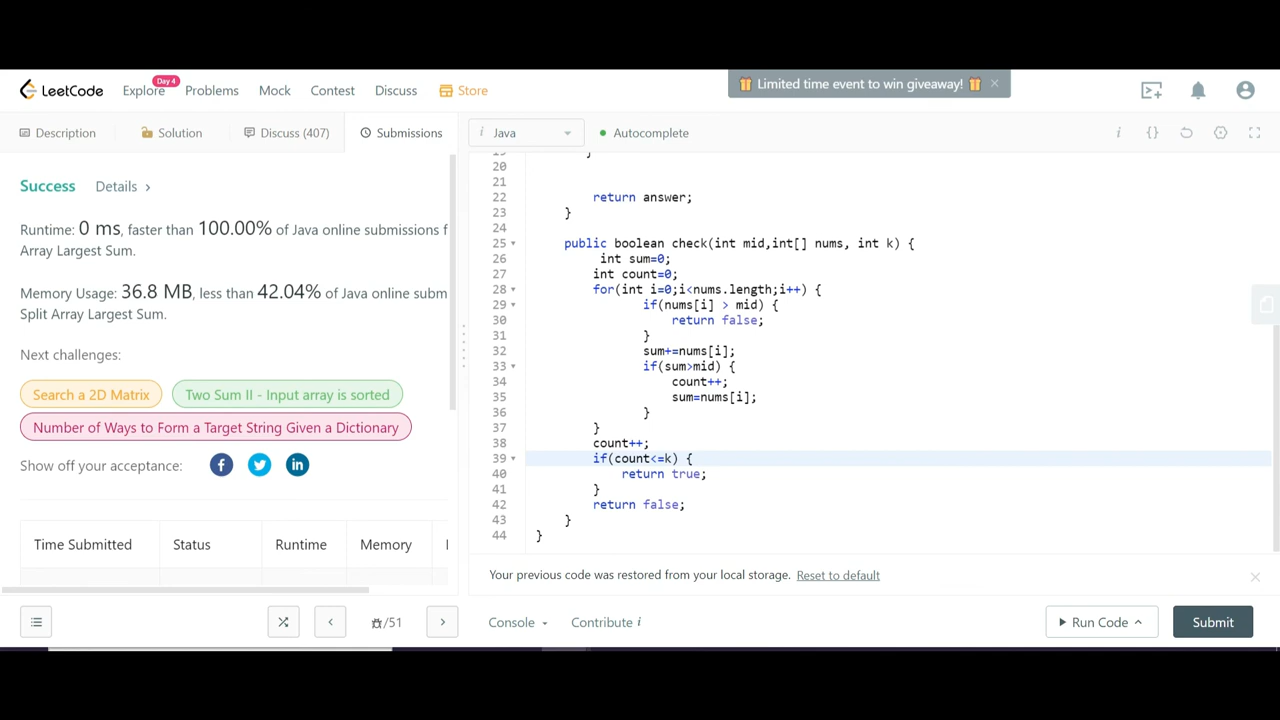 LeetCode
Explore
Day 4
Problems
Mock
Contest
Discuss
Store
Limited time event to win giveaway!
Description
Solution
Discuss (407)
Submissions
i Java
Autocomplete
Success
Details
Runtime: 0 ms, faster than 100.00% of Java online submissions f
Array Largest Sum.
Memory Usage: 36.8 MB, less than 42.04% of Java online subm
Split Array Largest Sum.
Next challenges:
Search a 2D Matrix
Two Sum II - Input array is sorted
Number of Ways to Form a Target String Given a Dictionary
Show off your acceptance:
Time Submitted Status Runtime Memory
20
21
22 return answer;
23 }
24
25 public boolean check(int mid,int[] nums, int k) {
26 int sum=0;
27 int count=0;
28 for(int i=0;i<nums.length;i++) {
29 if(nums[i] > mid) {
30 return false;
31 }
32 sum+=nums[i];
33 if(sum>mid) {
34 count++;
35 sum=nums[i];
36 }
37 }
38 count++;
39 if(count<=k) {
40 return true;
41 }
42 return false;
43 }
44 }
Your previous code was restored from your local storage. Reset to default
/51
Console
Contribute i
Run Code
Submit